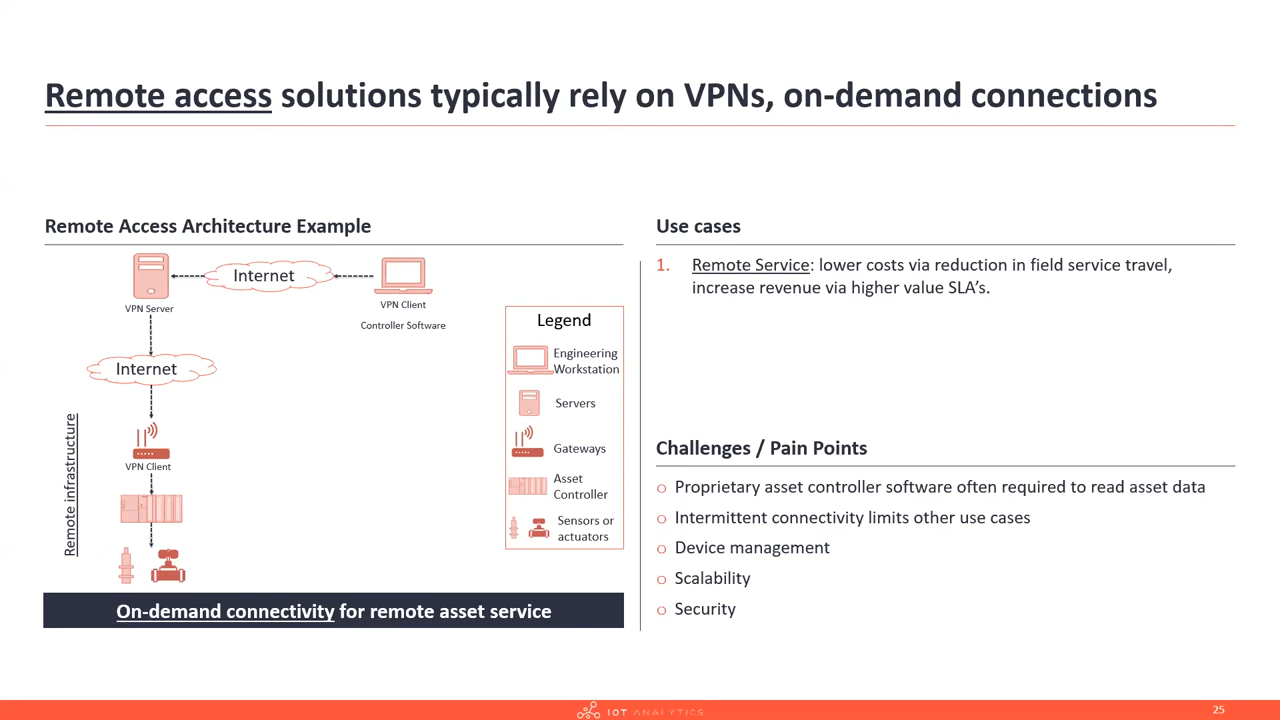 Remote access solutions typically rely on VPNs, on-demand connections
Remote Access Architecture Example
Internet
VPN Server
VPN Client
Controller Software
Internet
Remote infrastructure
VPN Client
Legend
Engineering
Workstation
Servers
Gateways
Asset
Controller
Sensors or
actuators
On-demand connectivity for remote asset service
Use cases
1. Remote Service: lower costs via reduction in field service travel,
increase revenue via higher value SLA's.
Challenges / Pain Points
o Proprietary asset controller software often required to read asset data
o Intermittent connectivity limits other use cases
o Device management
o Scalability
o Security
IOT ANALYTICS
25